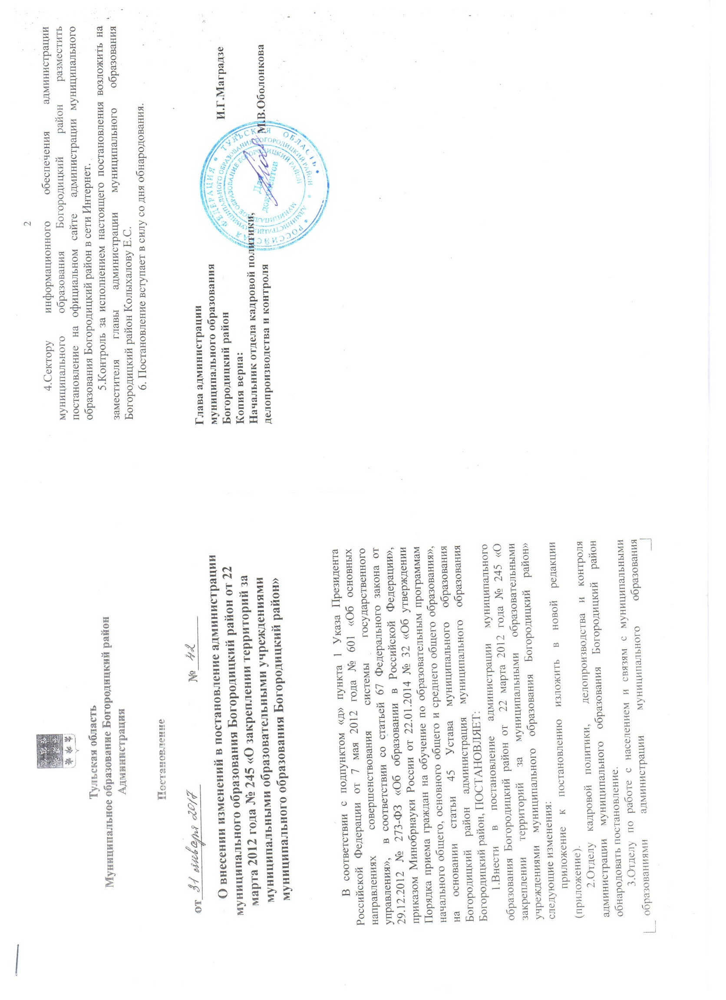 Тульская область
Муниципальное образование Богородицкий район
Администрация
Постановление
от 31 января 2017 № 42
О внесении изменений в постановление администрации
муниципального образования Богородицкий район от 22
марта 2012 года № 245 «О закреплении территорий за
муниципальными образовательными учреждениями
муниципального образования Богородицкий район»
В соответствии с подпунктом «д» пункта 1 Указа Президента
Российской Федерации от 7 мая 2012 года № 601 «Об основных
направлениях совершенствования системы государственного
управления», в соответствии со статьей 67 Федерального закона от
29.12.2012 № 273-ФЗ «Об образовании в Российской Федерации»,
приказом Минобрнауки России от 22.01.2014 № 32 «Об утверждении
Порядка приема граждан на обучение по образовательным программам
начального общего, основного общего и среднего общего образования»,
на основании статьи 45 Устава муниципального образования
Богородицкий район администрация муниципального образования
Богородицкий район, ПОСТАНОВЛЯЕТ:
1.Внести в постановление администрации муниципального
образования Богородицкий район от 22 марта 2012 года № 245 «О
закреплении территорий за муниципальными образовательными
учреждениями муниципального образования Богородицкий район»
следующие изменения:
приложение к постановлению изложить в новой редакции
(приложение).
2.Отделу кадровой политики, делопроизводства и контроля
администрации муниципального образования Богородицкий район
обнародовать постановление.
3.Отделу по работе с населением и связям с муниципальными
образованиями администрации муниципального образования
2
4.Сектору информационного обеспечения администрации
муниципального образования Богородицкий район разместить
постановление на официальном сайте администрации муниципального
образования Богородицкий район в сети Интернет.
5.Контроль за исполнением настоящего постановления возложить на
заместителя главы администрации муниципального образования
Богородицкий район Колыхалову Е.С.
6. Постановление вступает в силу со дня обнародования.
Глава администрации
муниципального образования
Богородицкий район И.Г.Маградзе
Копия верна:
Начальник отдела кадровой политики,
делопроизводства и контроля М.В.Оболонкова
РОССИЙСКАЯ ФЕДЕРАЦИЯ • ТУЛЬСКАЯ ОБЛАСТЬ •
АДМИНИСТРАЦИЯ МУНИЦИПАЛЬНОГО ОБРАЗОВАНИЯ БОГОРОДИЦКИЙ РАЙОН
МУНИЦИПАЛЬНОЕ ОБРАЗОВАНИЕ БОГОРОДИЦКИЙ РАЙОН
Для
документов